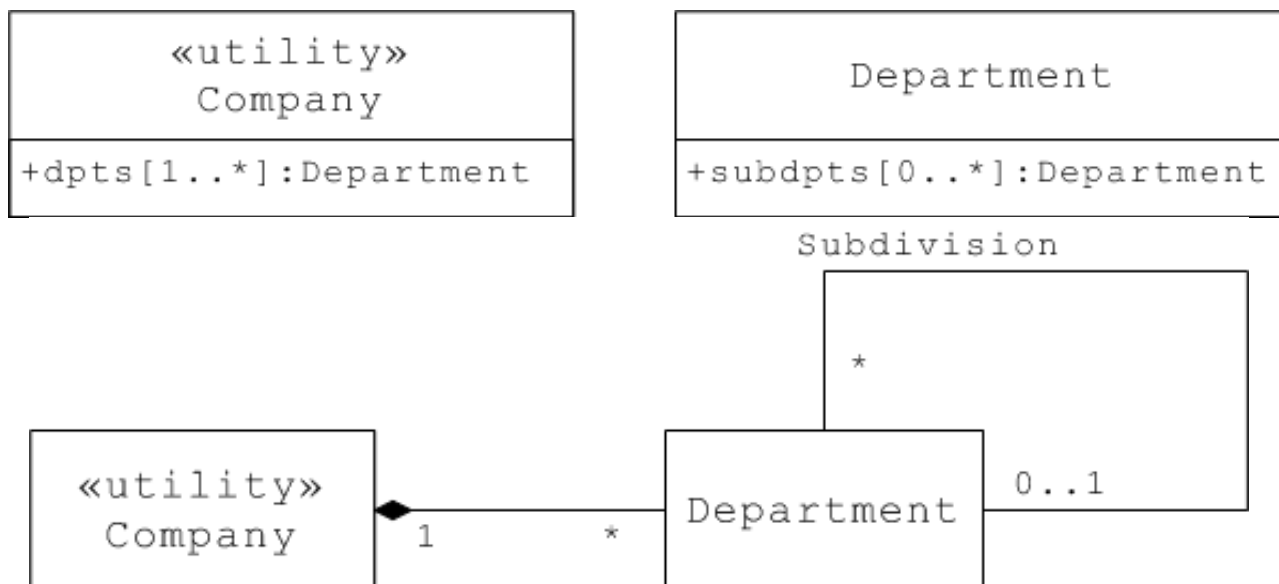 «utility»
Company
Department
+dpts[1..*]:Department
+subdpts[0..*]:Department
Subdivision
*
«utility»
Company
1
*
Department
0..1